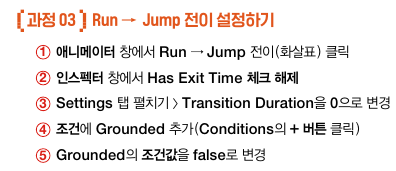 [과정 03] Run → Jump 전이 설정하기
① 애니메이터 창에서 Run → Jump 전이(화살표) 클릭
② 인스펙터 창에서 Has Exit Time 체크 해제
③ Settings 탭 펼치기 > Transition Duration을 0으로 변경
④ 조건에 Grounded 추가(Conditions의 + 버튼 클릭)
⑤ Grounded의 조건값을 false로 변경